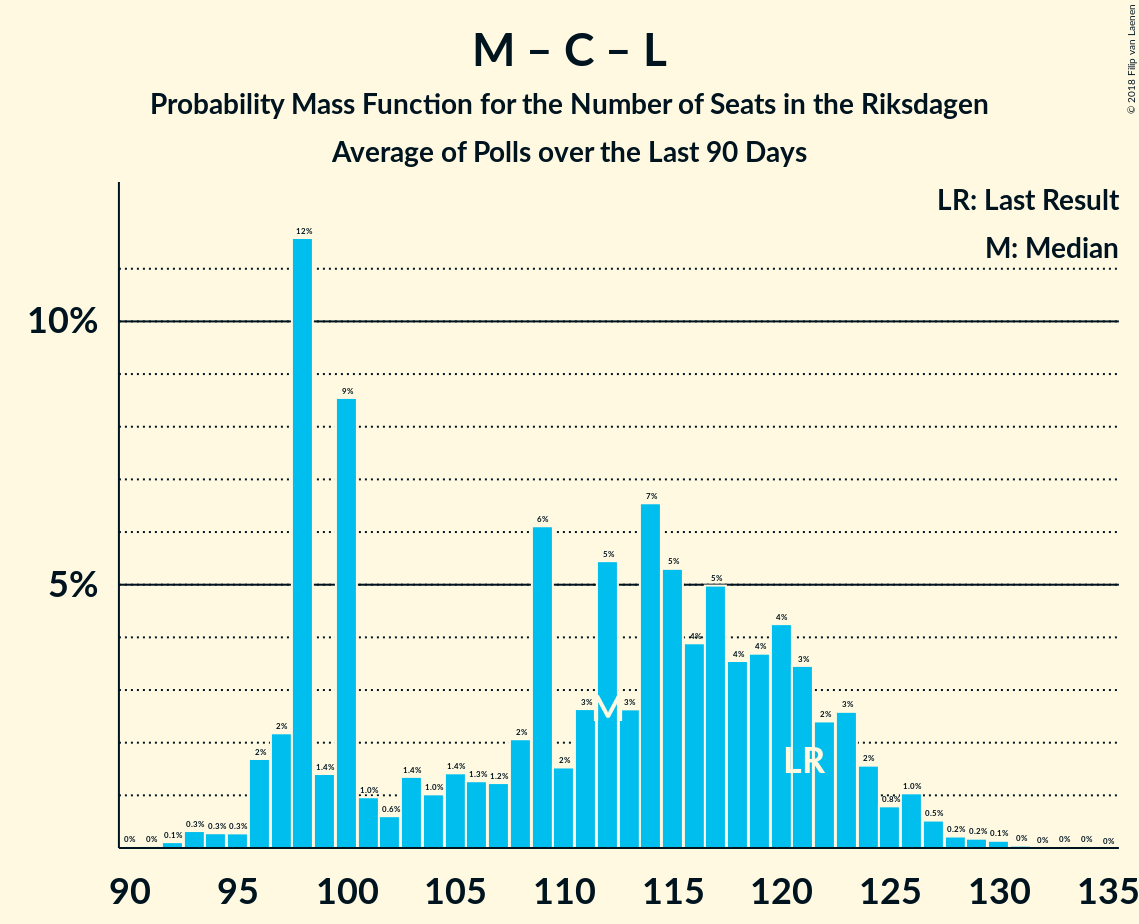 M – C – L
Probability Mass Function for the Number of Seats in the Riksdagen
Average of Polls over the Last 90 Days
© 2018 Filip van Laenen
LR: Last Result
M: Median
10%
5%
0% 0% 0.1% 0.3% 0.3% 0.3% 2% 2% 12% 1.4% 9% 1.0% 0.6% 1.4% 1.0% 1.4% 1.3% 1.2% 2% 6% 2% 3% 5% 3% 7% 5% 4% 5% 4% 4% 4% 3% 2% 3% 2% 0.8% 1.0% 0.5% 0.2% 0.2% 0.1% 0% 0% 0% 0% 0%
M
LR
90 95 100 105 110 115 120 125 130 135